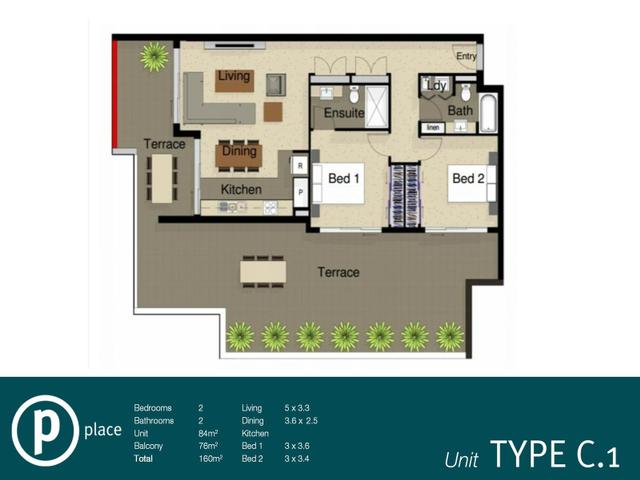 Entry
Living
Ldy
Bath
Ensuite
linen
Terrace
Dining
R
Kitchen
P
Bed 1
Bed 2
Terrace
p place
Bedrooms 2 Living 5 x 3.3
Bathrooms 2 Dining 3.6 x 2.5
Unit 84m² Kitchen
Balcony 76m² Bed 1 3 x 3.6
Total 160m² Bed 2 3 x 3.4
Unit TYPE C.1